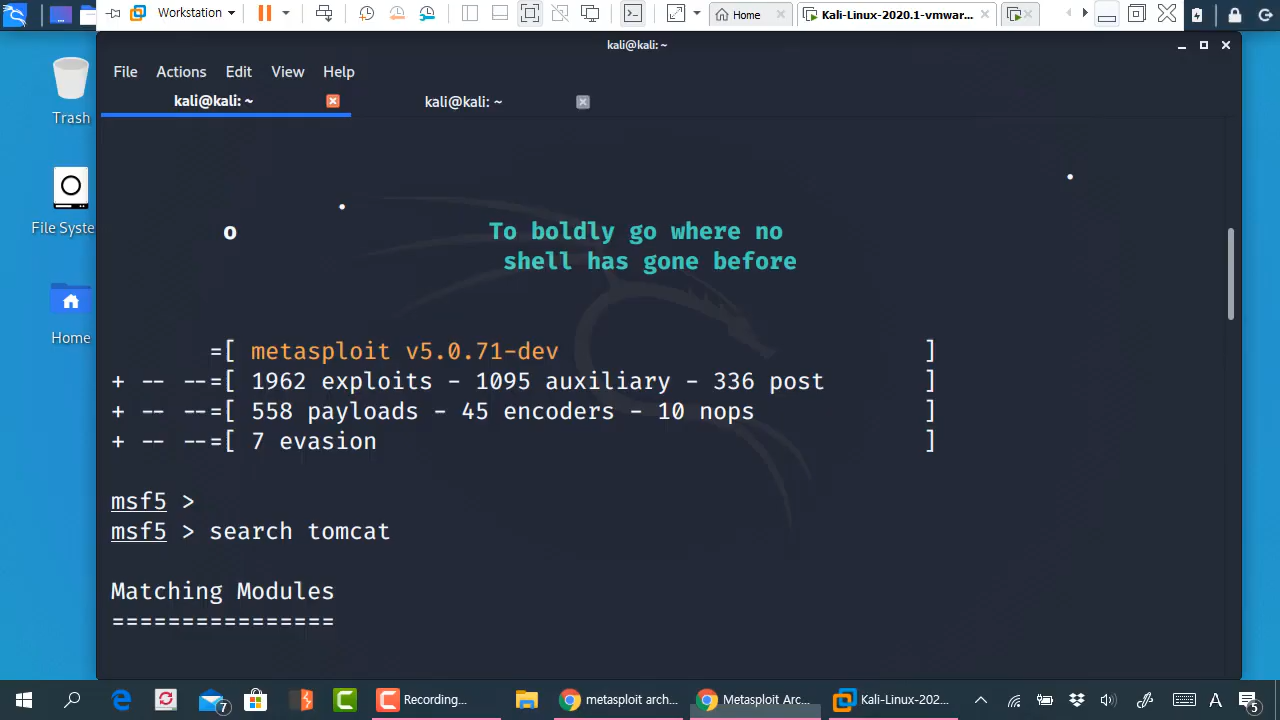 Workstation
Home
Kali-Linux-2020.1-vmwar...
kali@kali: ~
File Actions Edit View Help
kali@kali: ~
kali@kali: ~
Trash
File Syste
Home
o To boldly go where no
shell has gone before
=[ metasploit v5.0.71-dev ]
+ -- --=[ 1962 exploits - 1095 auxiliary - 336 post ]
+ -- --=[ 558 payloads - 45 encoders - 10 nops ]
+ -- --=[ 7 evasion ]
msf5 >
msf5 > search tomcat
Matching Modules
================
7
Recording...
metasploit arch...
Metasploit Arc...
Kali-Linux-202...
A
5